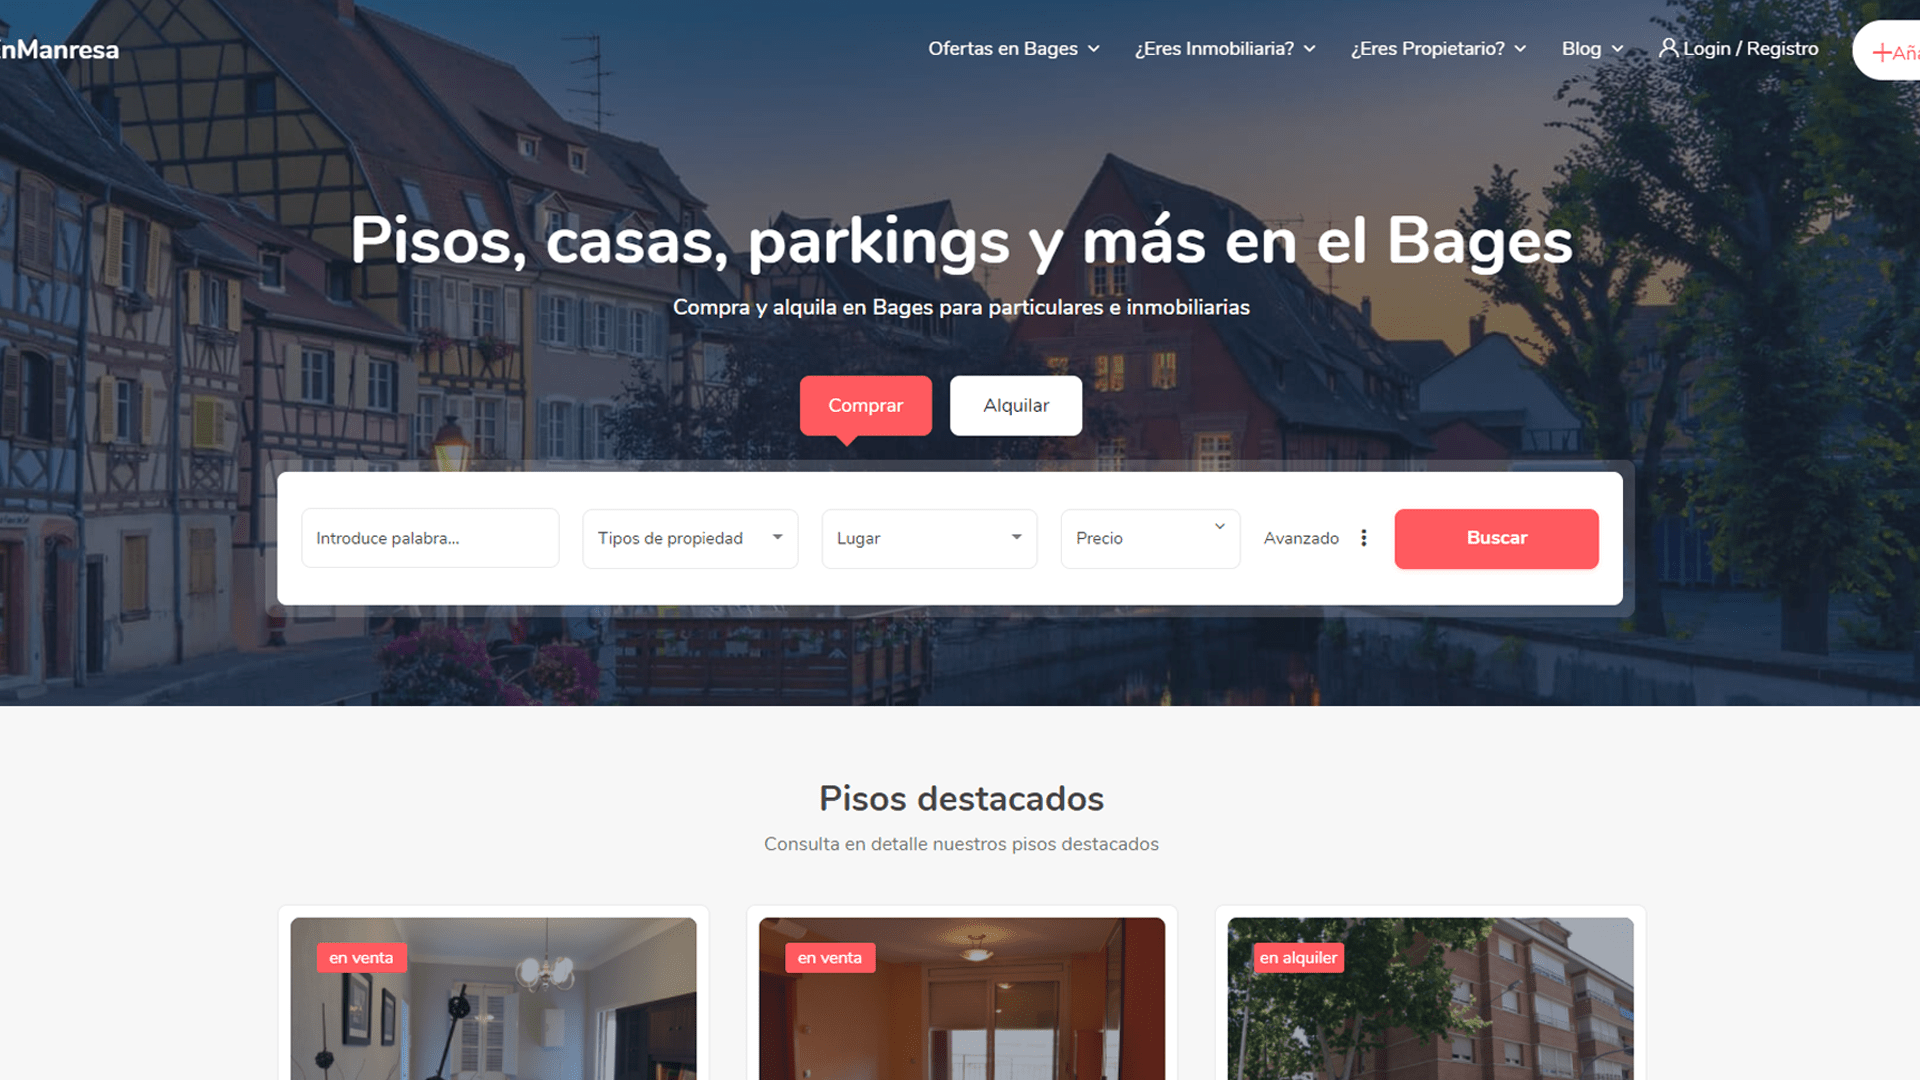 nManresa
Ofertas en Bages
¿Eres Inmobiliaria?
¿Eres Propietario?
Blog
Login / Registro
Pisos, casas, parkings y más en el Bages
Compra y alquila en Bages para particulares e inmobiliarias
Comprar
Alquilar
Introduce palabra...
Tipos de propiedad
Lugar
Precio
Avanzado
Buscar
Pisos destacados
Consulta en detalle nuestros pisos destacados
en venta
en venta
en alquiler